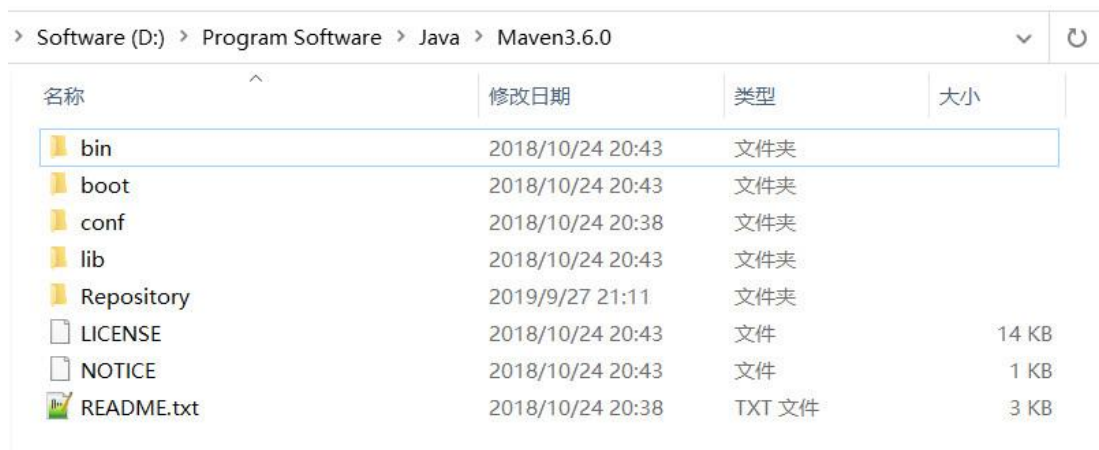 Software (D:) > Program Software > Java > Maven3.6.0
名称 修改日期 类型 大小
bin 2018/10/24 20:43 文件夹
boot 2018/10/24 20:43 文件夹
conf 2018/10/24 20:38 文件夹
lib 2018/10/24 20:43 文件夹
Repository 2019/9/27 21:11 文件夹
LICENSE 2018/10/24 20:43 文件 14 KB
NOTICE 2018/10/24 20:43 文件 1 KB
README.txt 2018/10/24 20:38 TXT 文件 3 KB